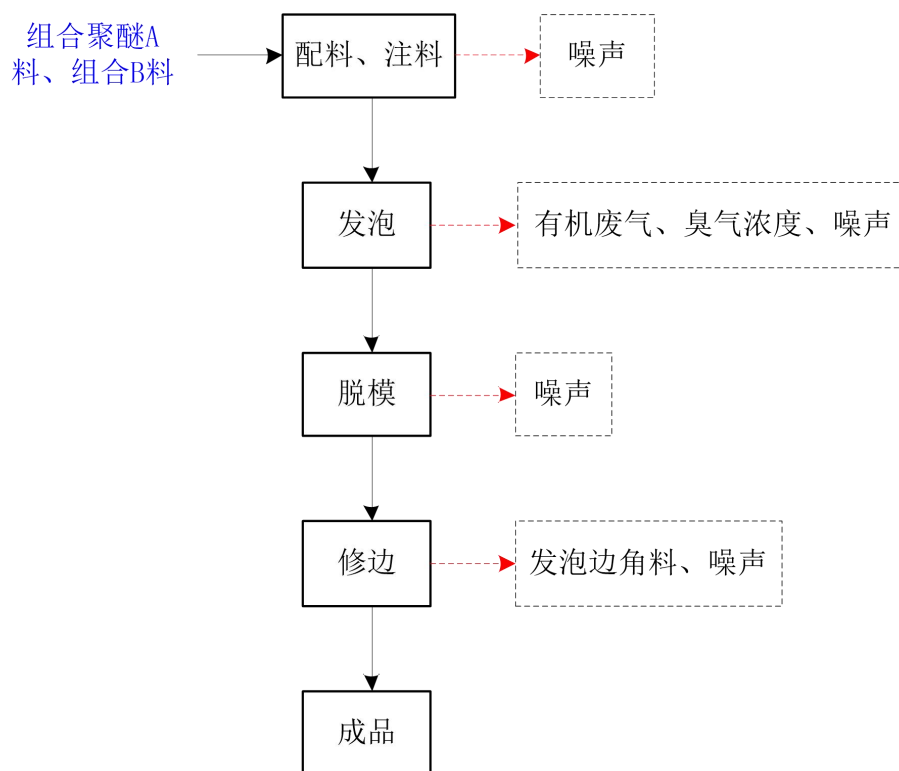 组合聚醚A
料、组合B料
配料、注料
噪声
发泡
有机废气、臭气浓度、噪声
脱模
噪声
修边
发泡边角料、噪声
成品